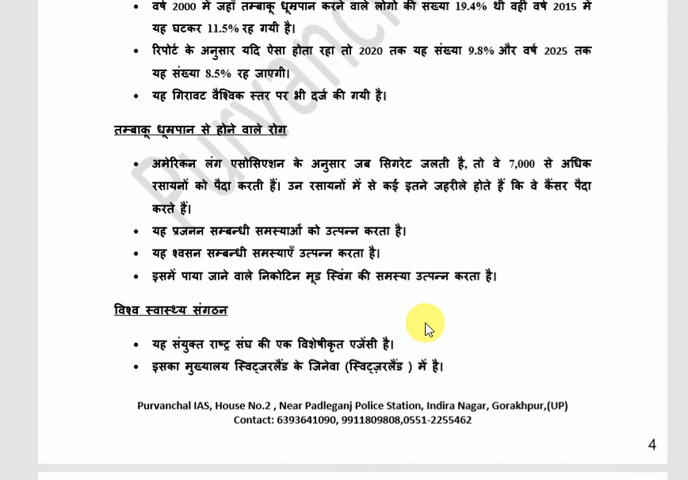 • वर्ष 2000 में जहाँ तम्बाकू धूम्रपान करने वाले लोगों की संख्या 19.4% थी वही वर्ष 2015 में
यह घटकर 11.5% रह गयी है।
• रिपोर्ट के अनुसार यदि ऐसा होता रहा तो 2020 तक यह संख्या 9.8% और वर्ष 2025 तक
यह संख्या 8.5% रह जाएगी।
• यह गिरावट वैश्विक स्तर पर भी दर्ज की गयी है।
तम्बाकू धूम्रपान से होने वाले रोग
• अमेरिकन लंग एसोसिएशन के अनुसार जब सिगरेट जलती है, तो वे 7,000 से अधिक
रसायनों को पैदा करती हैं। उन रसायनों में से कई इतने जहरीले होते हैं कि वे कैंसर पैदा
करते हैं।
• यह प्रजनन सम्बन्धी समस्याओं को उत्पन्न करता है।
• यह श्वसन सम्बन्धी समस्याएँ उत्पन्न करता है।
• इसमें पाया जाने वाले निकोटिन मूड स्विंग की समस्या उत्पन्न करता है।
विश्व स्वास्थ्य संगठन
• यह संयुक्त राष्ट्र संघ की एक विशेषीकृत एजेंसी है।
• इसका मुख्यालय स्विट्जरलैंड के जिनेवा (स्विट्ज़रलैंड ) में है।
Purvanchal IAS, House No.2 , Near Padleganj Police Station, Indira Nagar, Gorakhpur,(UP)
Contact: 6393641090, 9911809808,0551-2255462
4
Purvanch